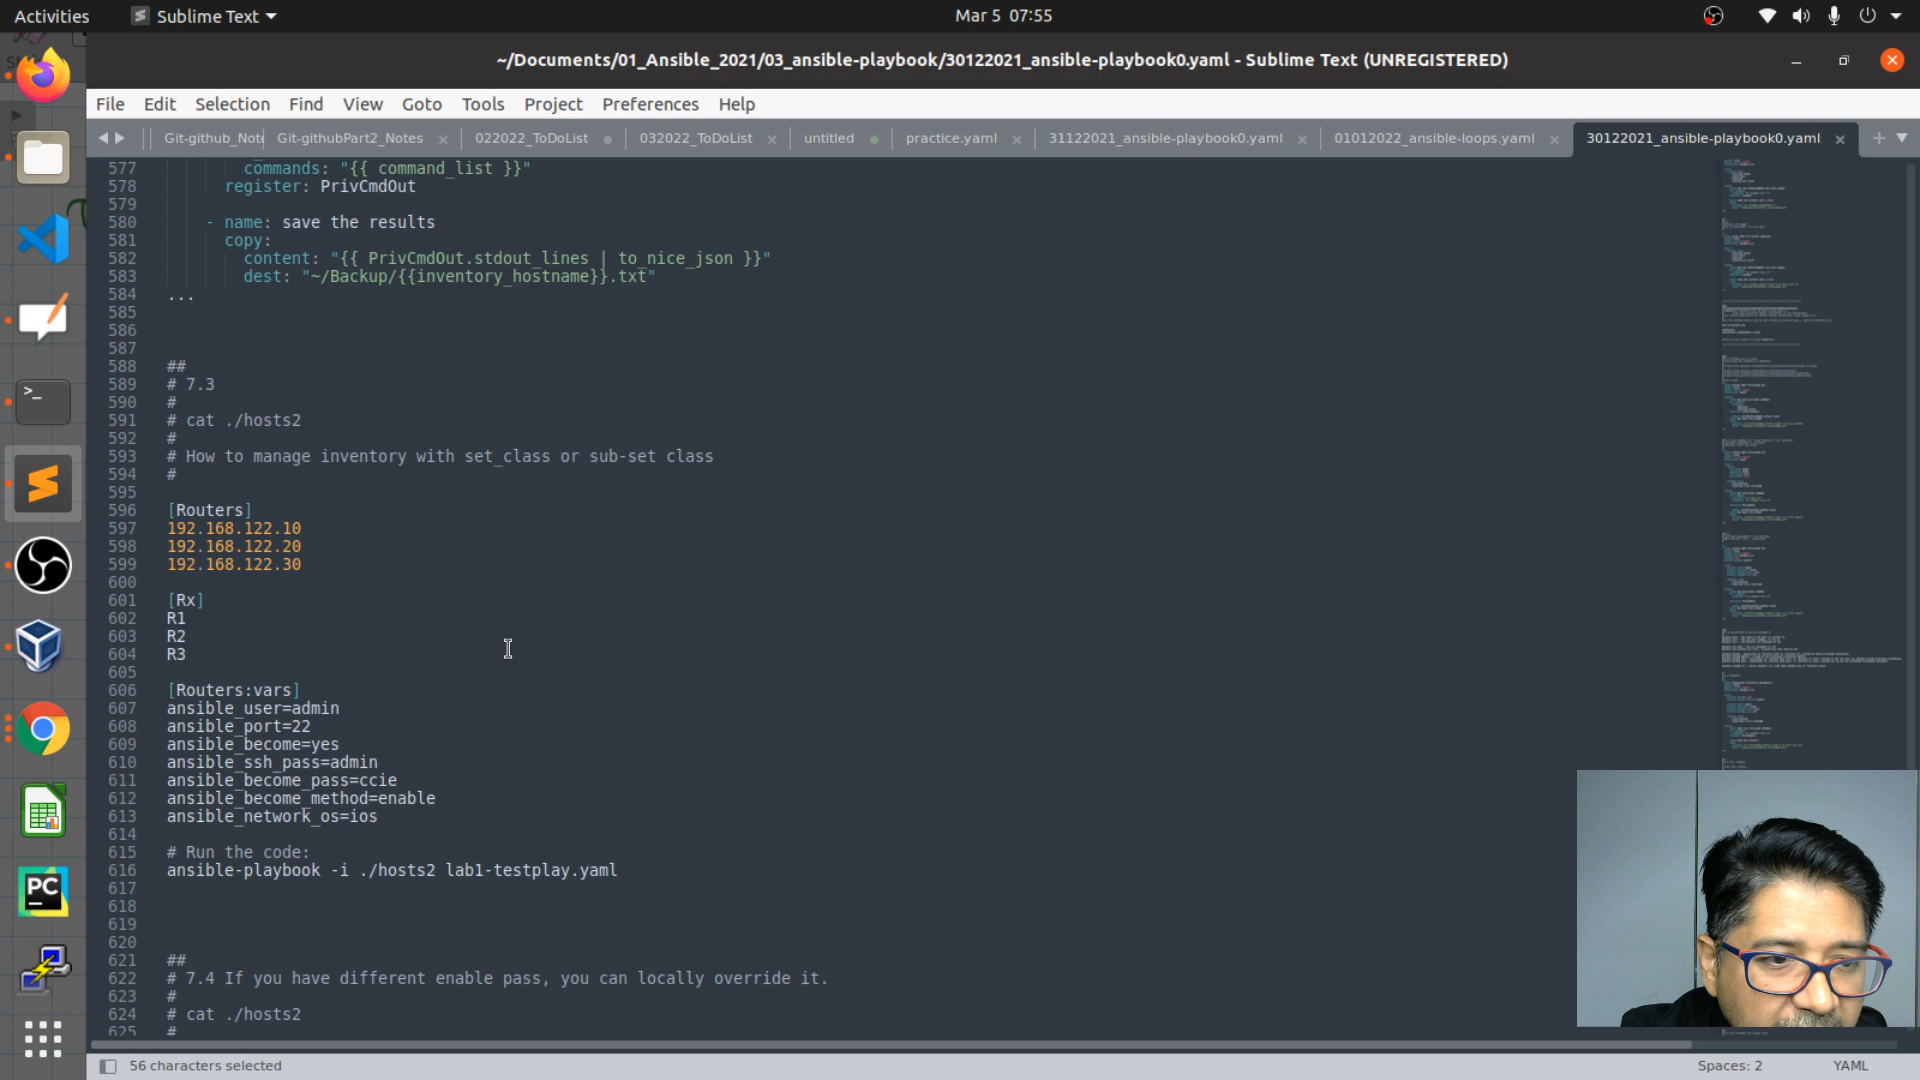 Activities
Sublime Text
Mar 5 07:55
~/Documents/01_Ansible_2021/03_ansible-playbook/30122021_ansible-playbook0.yaml - Sublime Text (UNREGISTERED)
File Edit Selection Find View Goto Tools Project Preferences Help
Git-github_Note Git-githubPart2_Notes 022022_ToDoList 032022_ToDoList untitled practice.yaml 31122021_ansible-playbook0.yaml 01012022_ansible-loops.yaml 30122021_ansible-playbook0.yaml
577 commands: "{{ command_list }}"
578 register: PrivCmdOut
579
580 - name: save the results
581 copy:
582 content: "{{ PrivCmdOut.stdout_lines | to_nice_json }}"
583 dest: "~/Backup/{{inventory_hostname}}.txt"
584 ...
585
586
587
588 ##
589 # 7.3
590 #
591 # cat ./hosts2
592 #
593 # How to manage inventory with set_class or sub-set class
594 #
595
596 [Routers]
597 192.168.122.10
598 192.168.122.20
599 192.168.122.30
600
601 [Rx]
602 R1
603 R2
604 R3
605
606 [Routers:vars]
607 ansible_user=admin
608 ansible_port=22
609 ansible_become=yes
610 ansible_ssh_pass=admin
611 ansible_become_pass=ccie
612 ansible_become_method=enable
613 ansible_network_os=ios
614
615 # Run the code:
616 ansible-playbook -i ./hosts2 lab1-testplay.yaml
617
618
619
620
621 ##
622 # 7.4 If you have different enable pass, you can locally override it.
623 #
624 # cat ./hosts2
625 #
56 characters selected
Spaces: 2
YAML